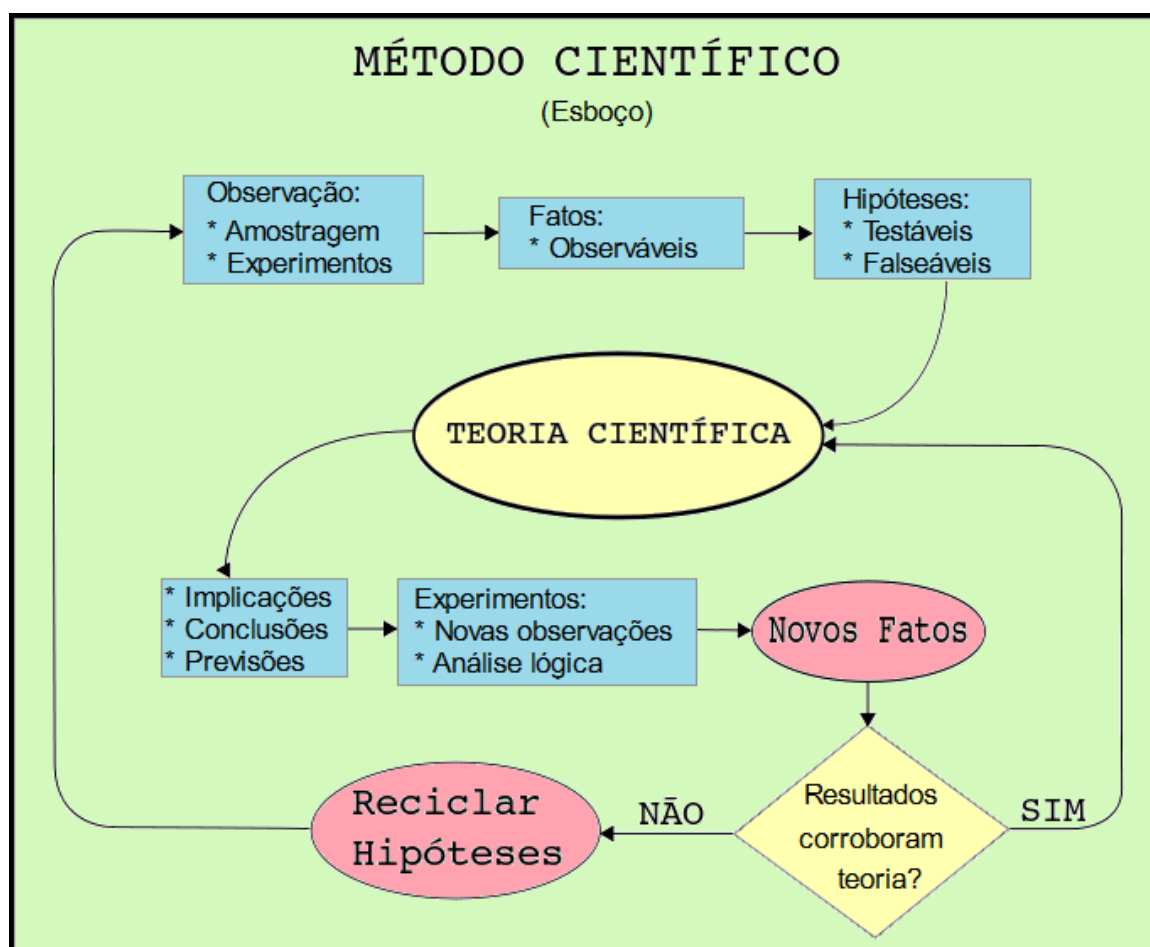 MÉTODO CIENTÍFICO
(Esboço)
Observação:
* Amostragem
* Experimentos
Fatos:
* Observáveis
Hipóteses:
* Testáveis
* Falseáveis
TEORIA CIENTÍFICA
* Implicações
* Conclusões
* Previsões
Experimentos:
* Novas observações
* Análise lógica
Novos Fatos
Resultados
corroboram
teoria?
SIM
NÃO
Reciclar
Hipóteses